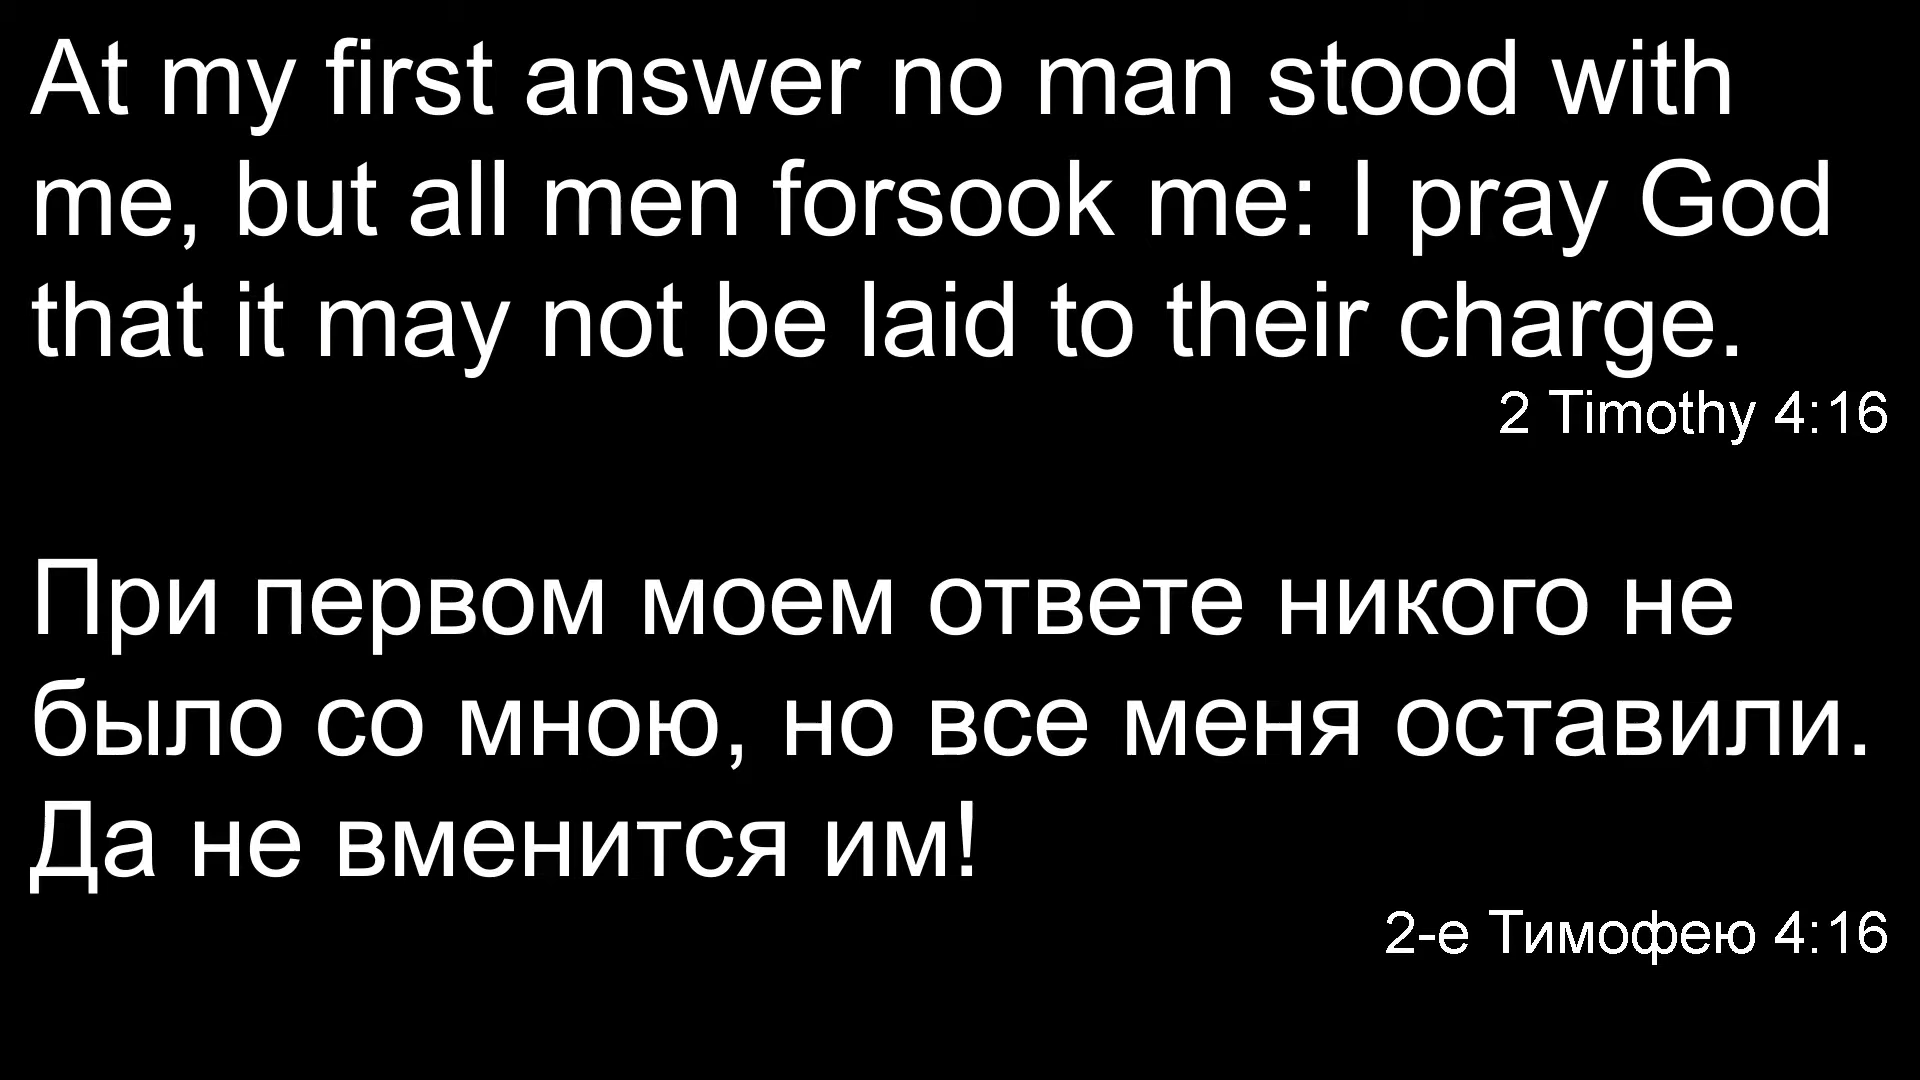 At my first answer no man stood with
me, but all men forsook me: I pray God
that it may not be laid to their charge.
2 Timothy 4:16
При первом моем ответе никого не
было со мною, но все меня оставили.
Да не вменится им!
2-е Тимофею 4:16